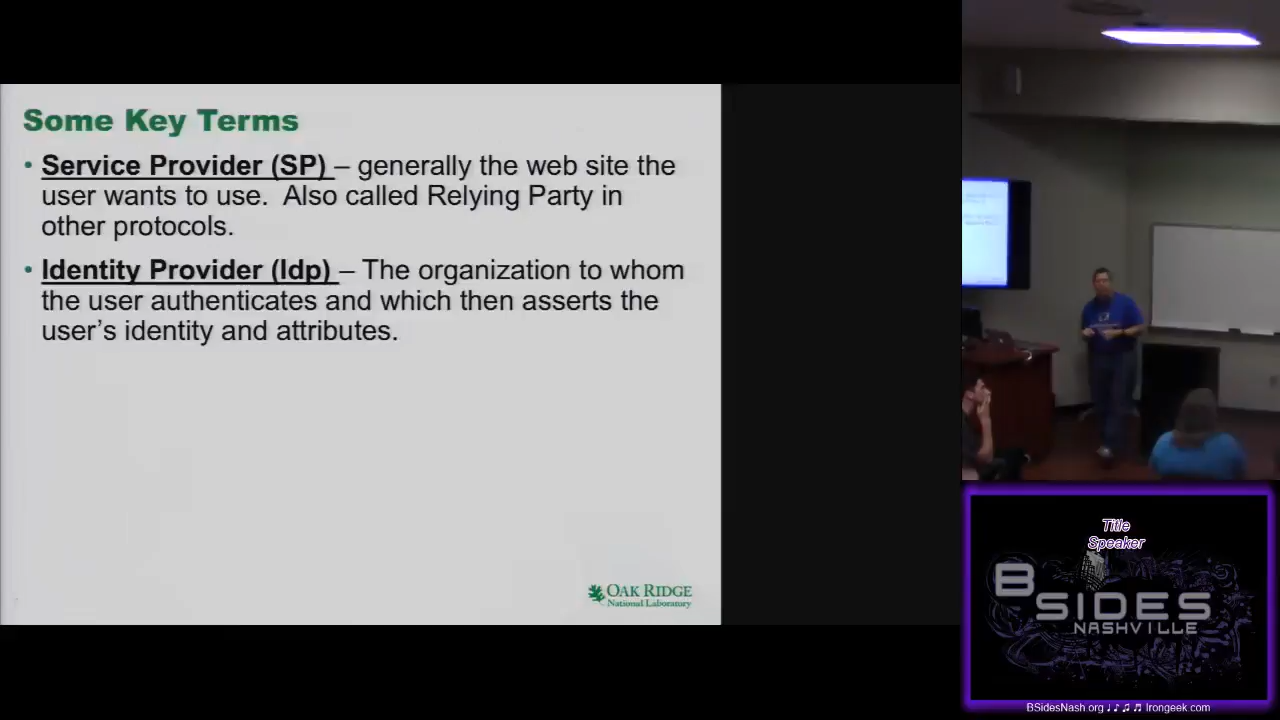 Some Key Terms
• Service Provider (SP) – generally the web site the
user wants to use.  Also called Relying Party in
other protocols.
• Identity Provider (Idp) – The organization to whom
the user authenticates and which then asserts the
user’s identity and attributes.
OAK RIDGE
National Laboratory
Title
Speaker
B
SIDES
NASHVILLE
BSidesNash.org ♩ ♪ ♫ ♬ Irongeek.com